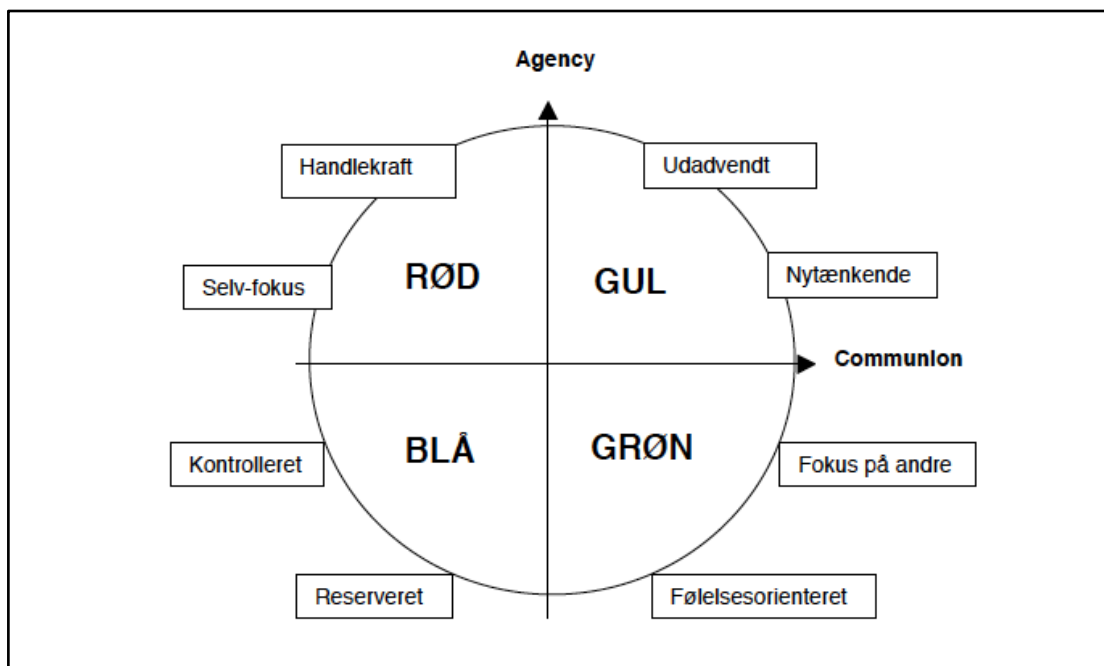 Agency
Handlekraft
Udadvendt
Selv-fokus
RØD
GUL
Nytænkende
Communion
Kontrolleret
BLÅ
GRØN
Fokus på andre
Reserveret
Følelsesorienteret